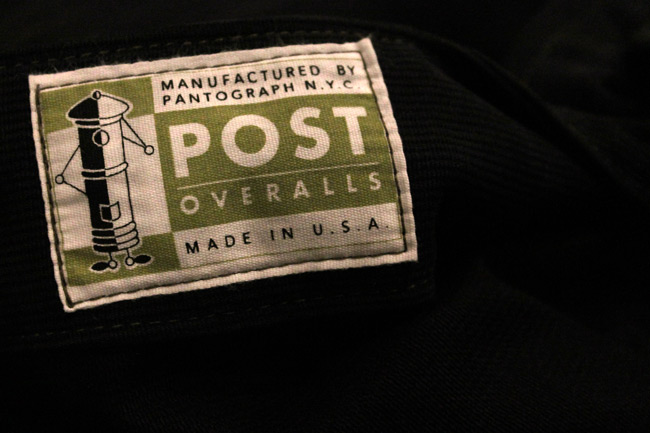 MANUFACTURED BY
PANTOGRAPH N.Y.C.
POST
OVERALLS
MADE IN U.S.A.